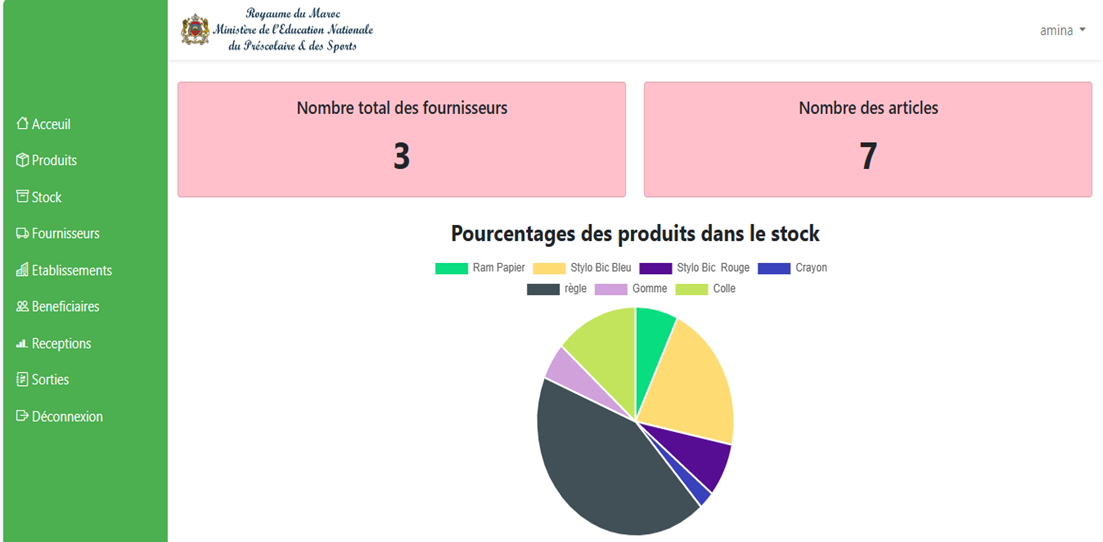 Royaume du Maroc
Ministère de l'Education Nationale
du Préscolaire & des Sports
amina
Acceuil
Produits
Stock
Fournisseurs
Etablissements
Beneficiaires
Receptions
Sorties
Déconnexion
Nombre total des fournisseurs
3
Nombre des articles
7
Pourcentages des produits dans le stock
Ram Papier Stylo Bic Bleu Stylo Bic Rouge Crayon
règle Gomme Colle